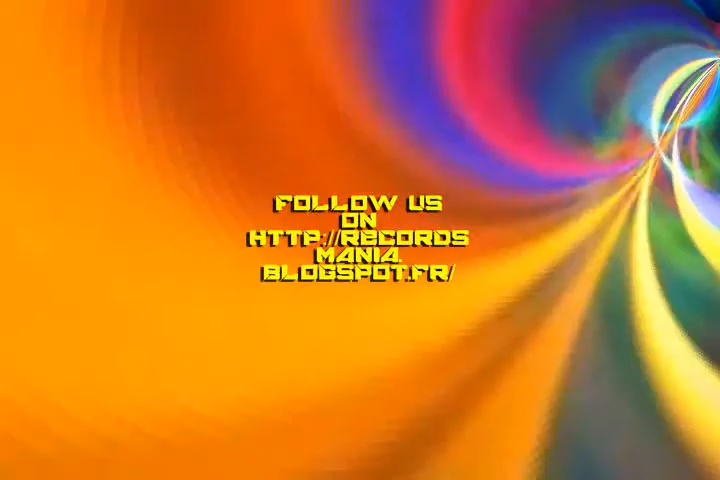 FOLLOW US
ON
HTTP://RECORDS
MANIA.
BLOGSPOT.FR/